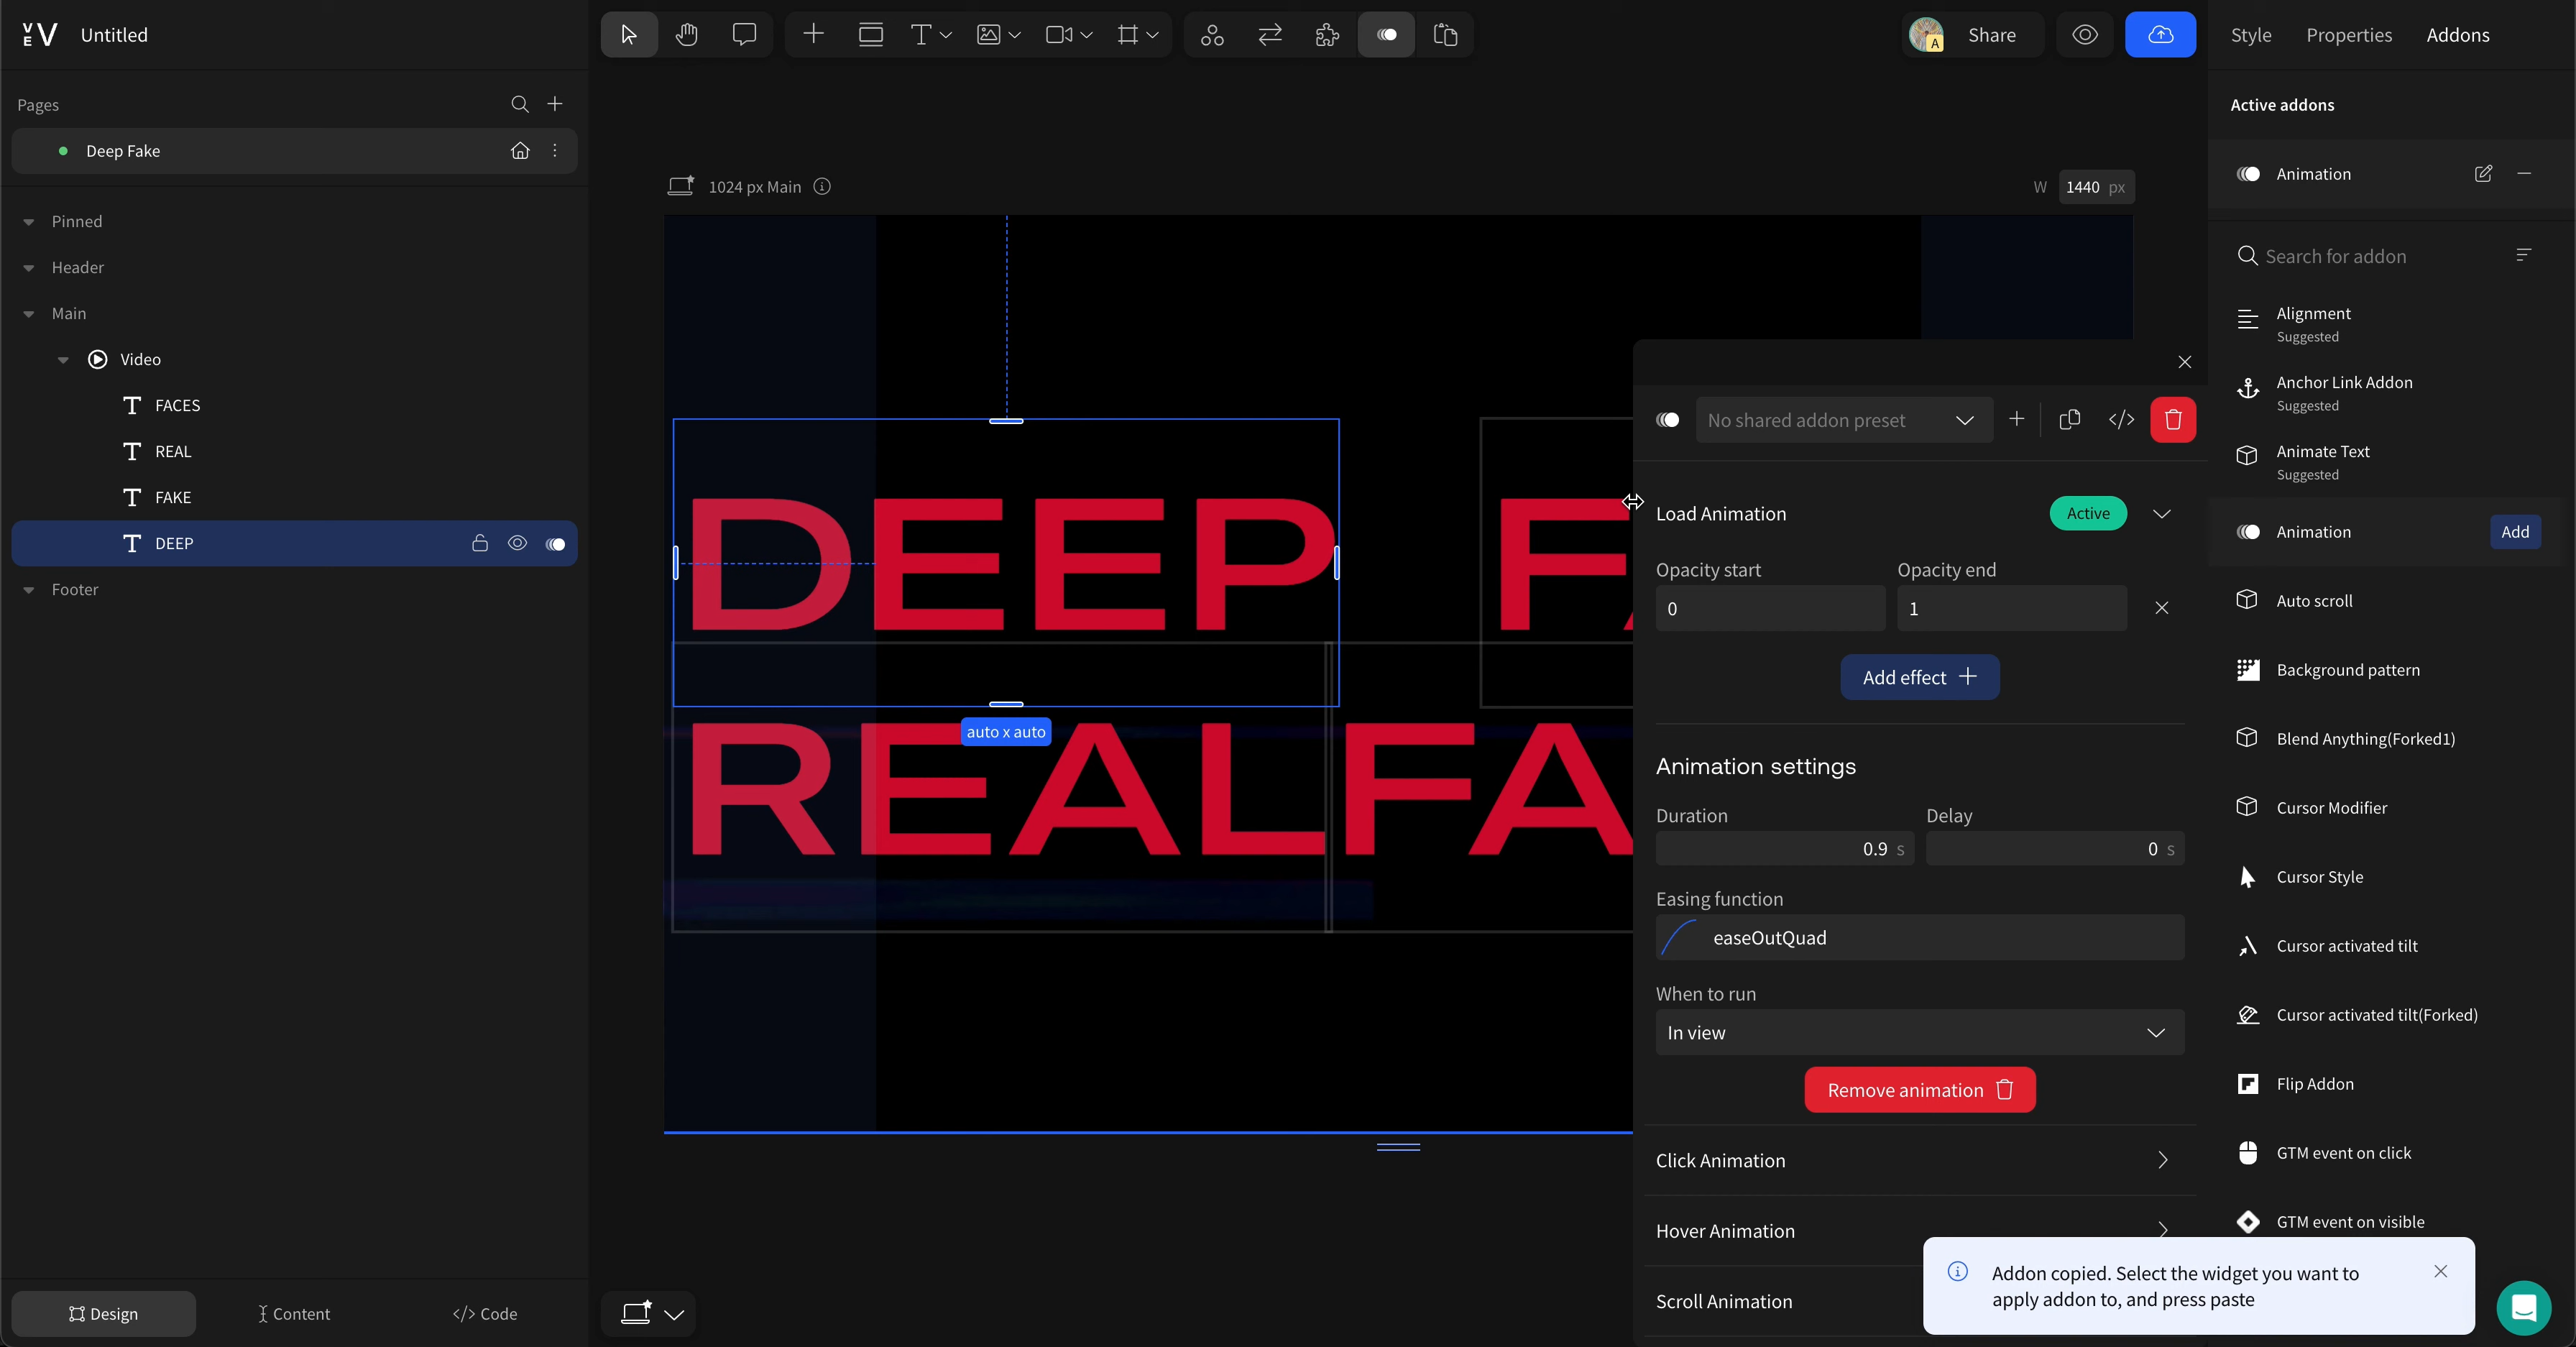 Untitled
Share
Style
Properties
Addons
Pages
Deep Fake
Pinned
Header
Main
Video
FACES
REAL
FAKE
DEEP
Footer
Design
Content
</> Code
1024 px Main
W 1440 px
DEEP
auto x auto
REAL
No shared addon preset
Load Animation
Active
Opacity start
Opacity end
0
1
Add effect
Animation settings
Duration
Delay
0.9 s
0 s
Easing function
easeOutQuad
When to run
In view
Remove animation
Click Animation
Hover Animation
Scroll Animation
Active addons
Animation
Search for addon
Alignment
Suggested
Anchor Link Addon
Suggested
Animate Text
Suggested
Animation
Add
Auto scroll
Background pattern
Blend Anything(Forked1)
Cursor Modifier
Cursor Style
Cursor activated tilt
Cursor activated tilt(Forked)
Flip Addon
GTM event on click
GTM event on visible
Addon copied. Select the widget you want to
apply addon to, and press paste